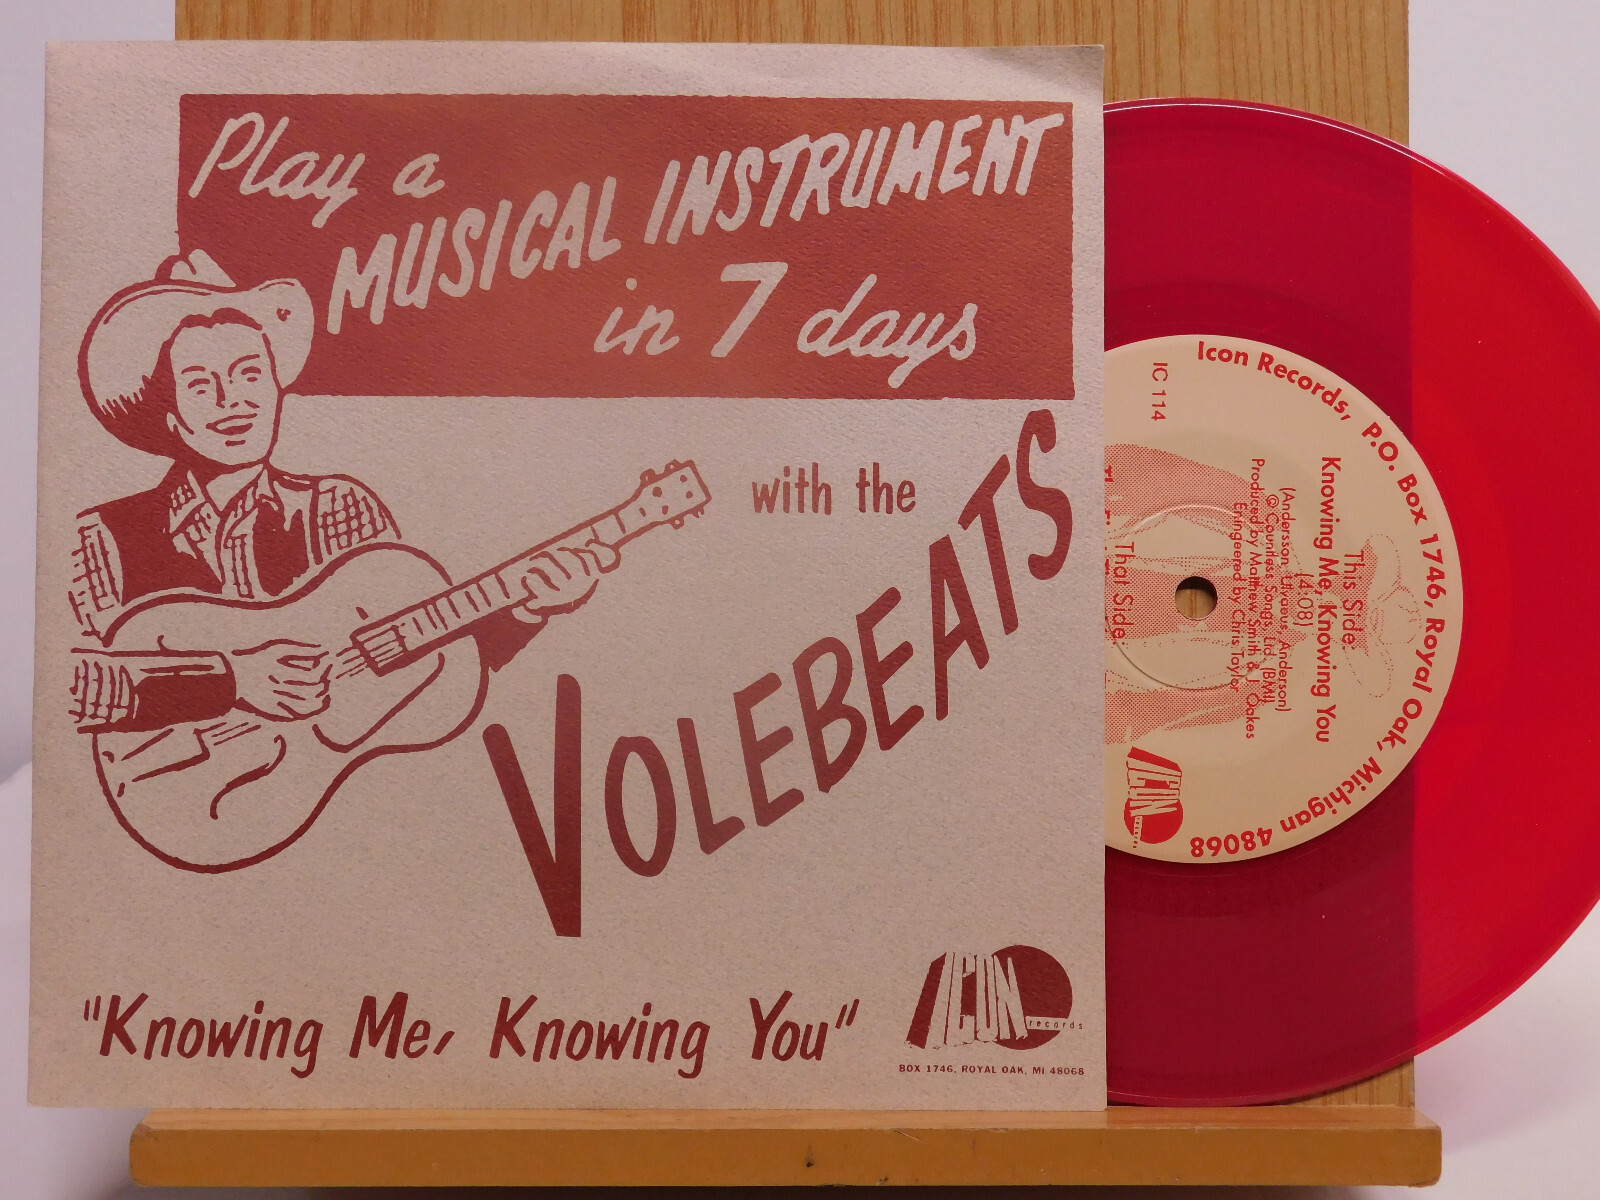 Play a
MUSICAL INSTRUMENT
in 7 days
with the
VOLEBEATS
"Knowing Me, Knowing You"
ICON
records
BOX 1746, ROYAL OAK, MI 48068
Icon Records, P.O. Box 1746, Royal Oak, Michigan 48068
IC 114
This Side:
Knowing Me, Knowing You
(4:08)
(Andersson, Ulvaeus, Anderson)
© Countless Songs, Ltd. (BMI)
Produced by Matthew Smith & J. Oakes
Eningeered by Chris Taylor
That Side:
ICON